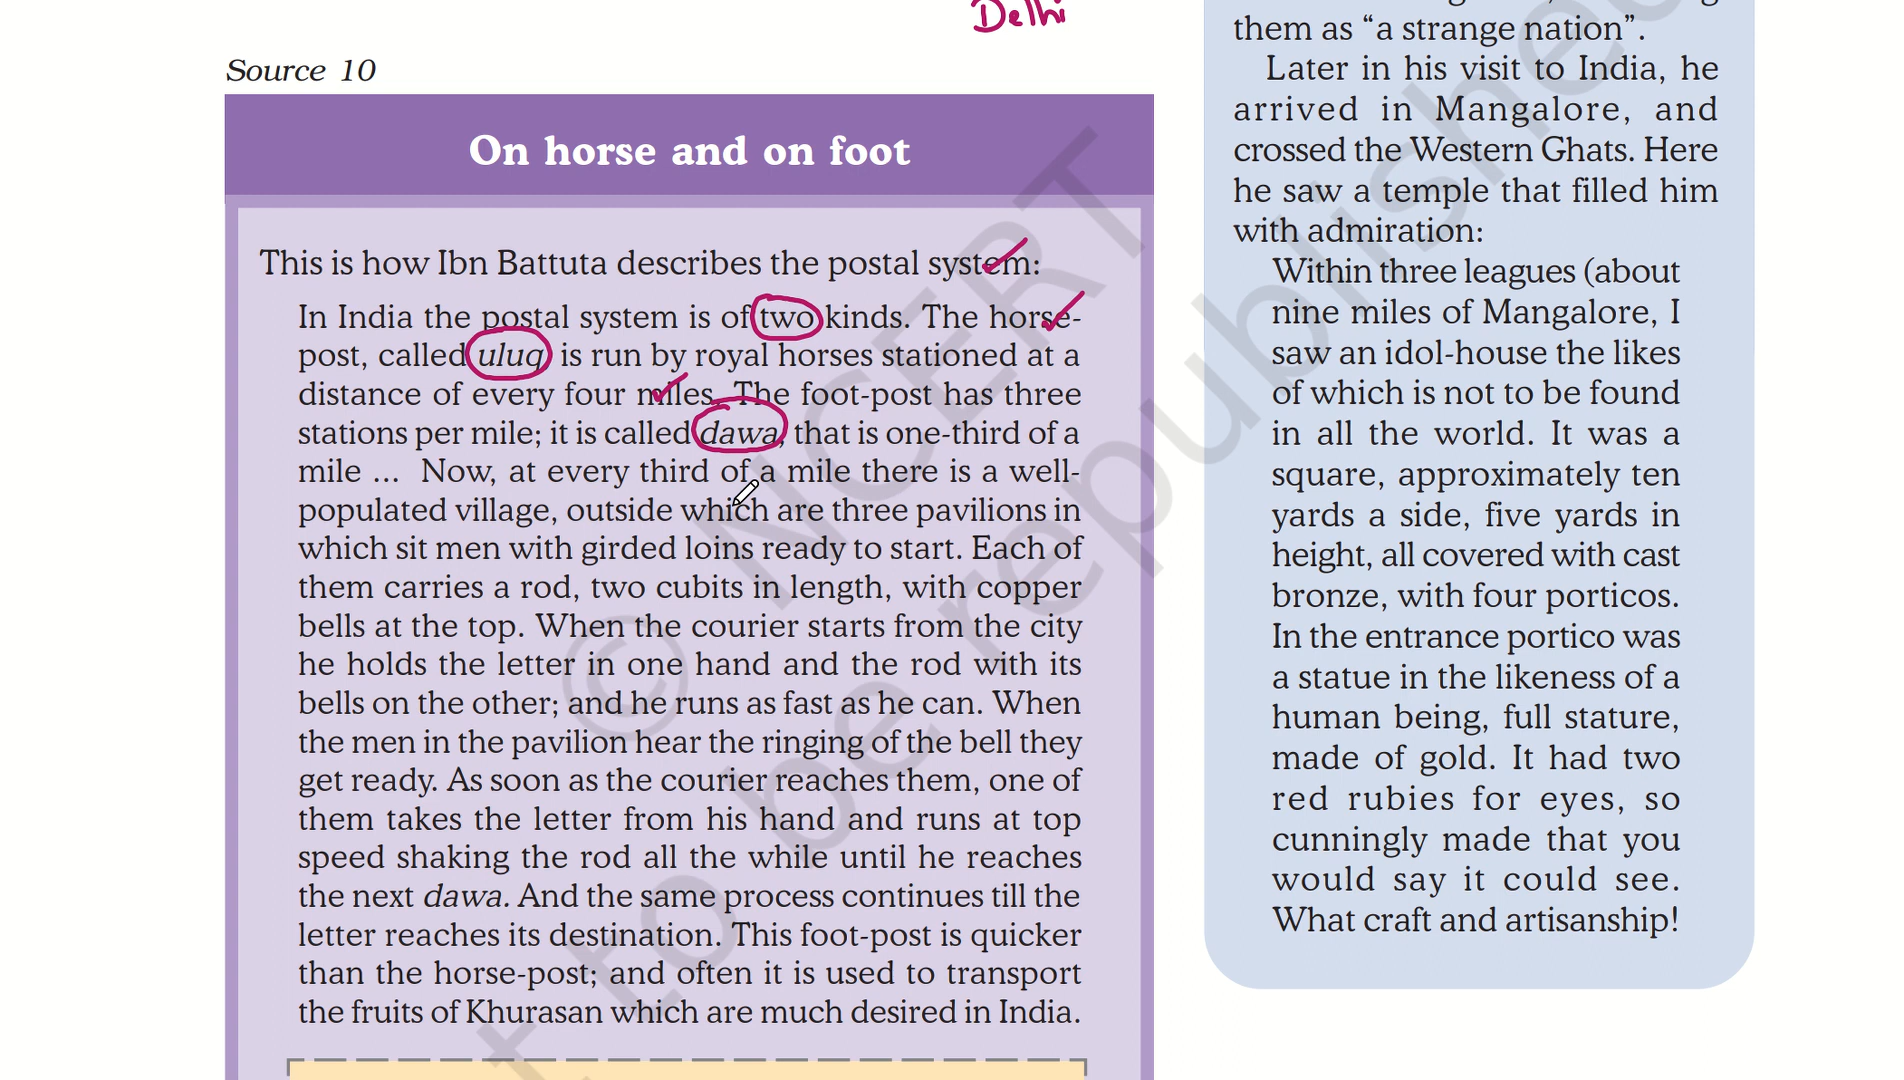 Delhi
Source 10
On horse and on foot
This is how Ibn Battuta describes the postal system:
In India the postal system is of two kinds. The horse-
post, called uluq, is run by royal horses stationed at a
distance of every four miles. The foot-post has three
stations per mile; it is called dawa, that is one-third of a
mile ... Now, at every third of a mile there is a well-
populated village, outside which are three pavilions in
which sit men with girded loins ready to start. Each of
them carries a rod, two cubits in length, with copper
bells at the top. When the courier starts from the city
he holds the letter in one hand and the rod with its
bells on the other; and he runs as fast as he can. When
the men in the pavilion hear the ringing of the bell they
get ready. As soon as the courier reaches them, one of
them takes the letter from his hand and runs at top
speed shaking the rod all the while until he reaches
the next dawa. And the same process continues till the
letter reaches its destination. This foot-post is quicker
than the horse-post; and often it is used to transport
the fruits of Khurasan which are much desired in India.
them as “a strange nation”.
Later in his visit to India, he
arrived in Mangalore, and
crossed the Western Ghats. Here
he saw a temple that filled him
with admiration:
Within three leagues (about
nine miles of Mangalore, I
saw an idol-house the likes
of which is not to be found
in all the world. It was a
square, approximately ten
yards a side, five yards in
height, all covered with cast
bronze, with four porticos.
In the entrance portico was
a statue in the likeness of a
human being, full stature,
made of gold. It had two
red rubies for eyes, so
cunningly made that you
would say it could see.
What craft and artisanship!
© NCERT
to be republished